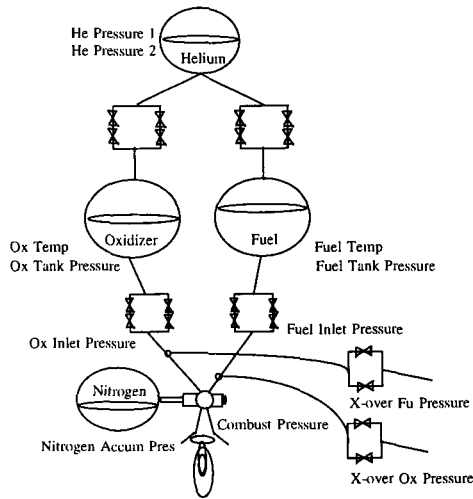 He Pressure 1
He Pressure 2
Helium
Oxidizer
Fuel
Ox Temp
Ox Tank Pressure
Fuel Temp
Fuel Tank Pressure
Ox Inlet Pressure
Fuel Inlet Pressure
Nitrogen
X-over Fu Pressure
Combust Pressure
Nitrogen Accum Pres
X-over Ox Pressure